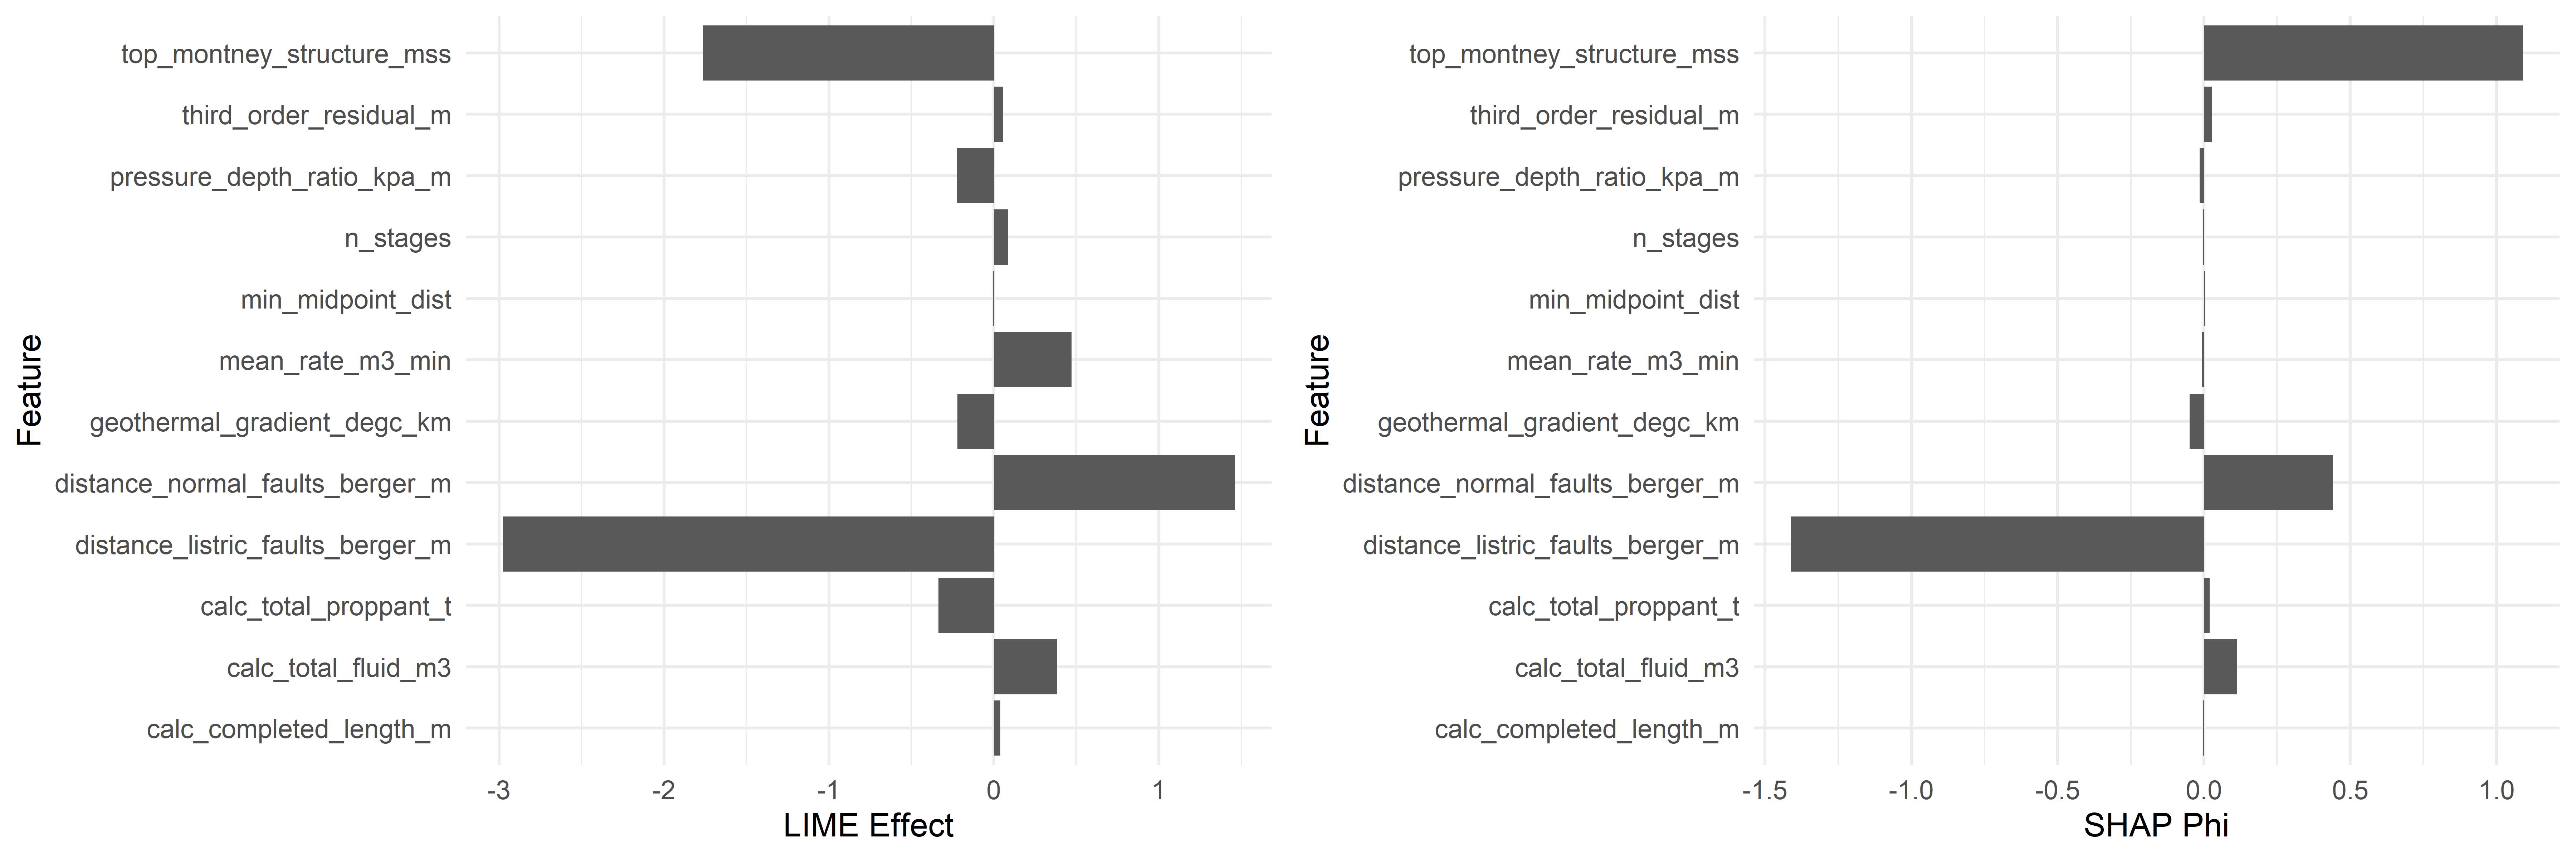 Feature
top_montney_structure_mss
third_order_residual_m
pressure_depth_ratio_kpa_m
n_stages
min_midpoint_dist
mean_rate_m3_min
geothermal_gradient_degc_km
distance_normal_faults_berger_m
distance_listric_faults_berger_m
calc_total_proppant_t
calc_total_fluid_m3
calc_completed_length_m
-3 -2 -1 0 1
LIME Effect
Feature
top_montney_structure_mss
third_order_residual_m
pressure_depth_ratio_kpa_m
n_stages
min_midpoint_dist
mean_rate_m3_min
geothermal_gradient_degc_km
distance_normal_faults_berger_m
distance_listric_faults_berger_m
calc_total_proppant_t
calc_total_fluid_m3
calc_completed_length_m
-1.5 -1.0 -0.5 0.0 0.5 1.0
SHAP Phi